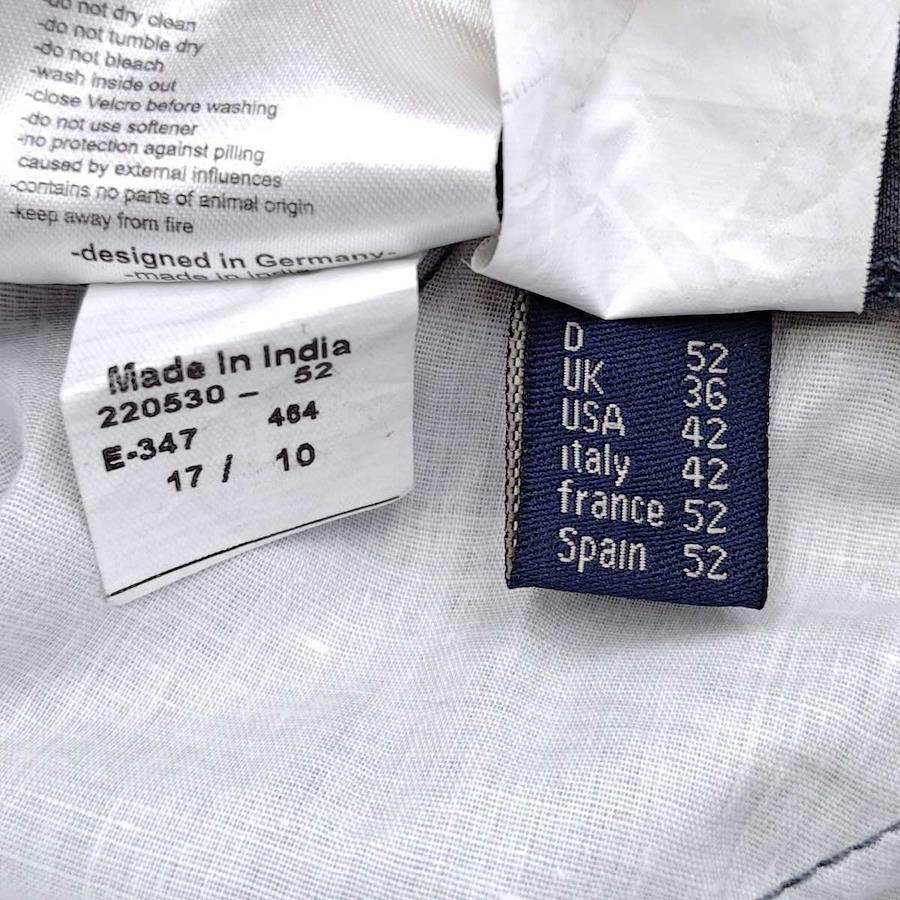 -do not dry clean
-do not tumble dry
-do not bleach
-wash inside out
-close Velcro before washing
-do not use softener
-no protection against pilling
caused by external influences
-contains no parts of animal origin
-keep away from fire
-designed in Germany-
-made in India
Made In India
220530 - 52
E-347 464
17 / 10
D 52
UK 36
USA 42
italy 42
france 52
Spain 52